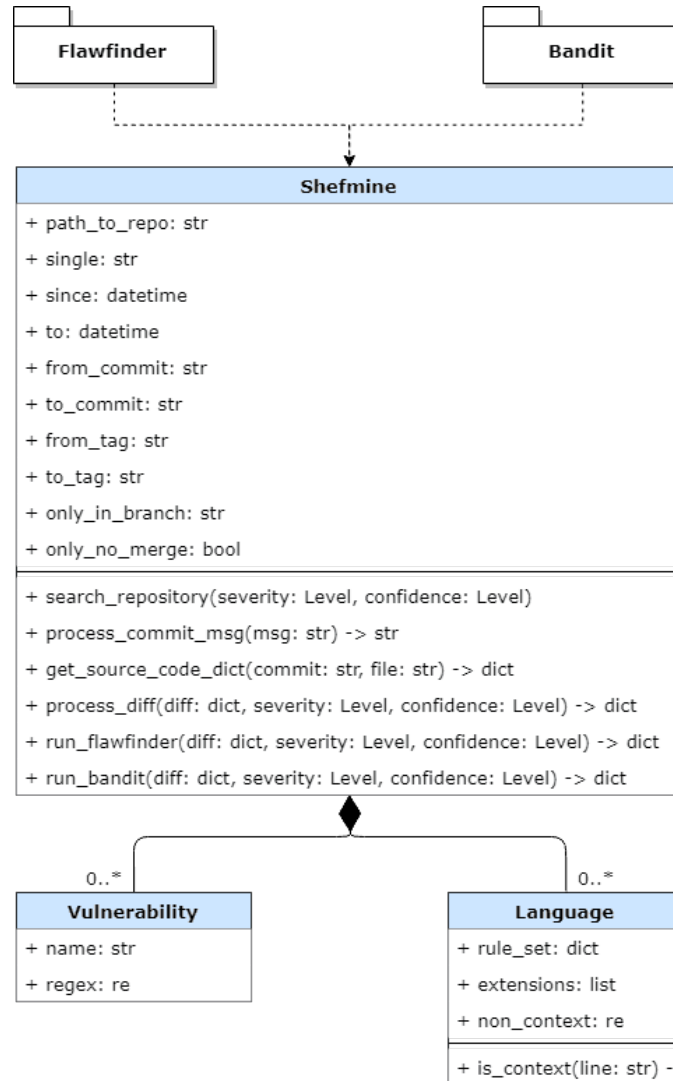 Flawfinder
Bandit
Shefmine
+ path_to_repo: str
+ single: str
+ since: datetime
+ to: datetime
+ from_commit: str
+ to_commit: str
+ from_tag: str
+ to_tag: str
+ only_in_branch: str
+ only_no_merge: bool
+ search_repository(severity: Level, confidence: Level)
+ process_commit_msg(msg: str) -> str
+ get_source_code_dict(commit: str, file: str) -> dict
+ process_diff(diff: dict, severity: Level, confidence: Level) -> dict
+ run_flawfinder(diff: dict, severity: Level, confidence: Level) -> dict
+ run_bandit(diff: dict, severity: Level, confidence: Level) -> dict
0..*
0..*
Vulnerability
+ name: str
+ regex: re
Language
+ rule_set: dict
+ extensions: list
+ non_context: re
+ is_context(line: str) -